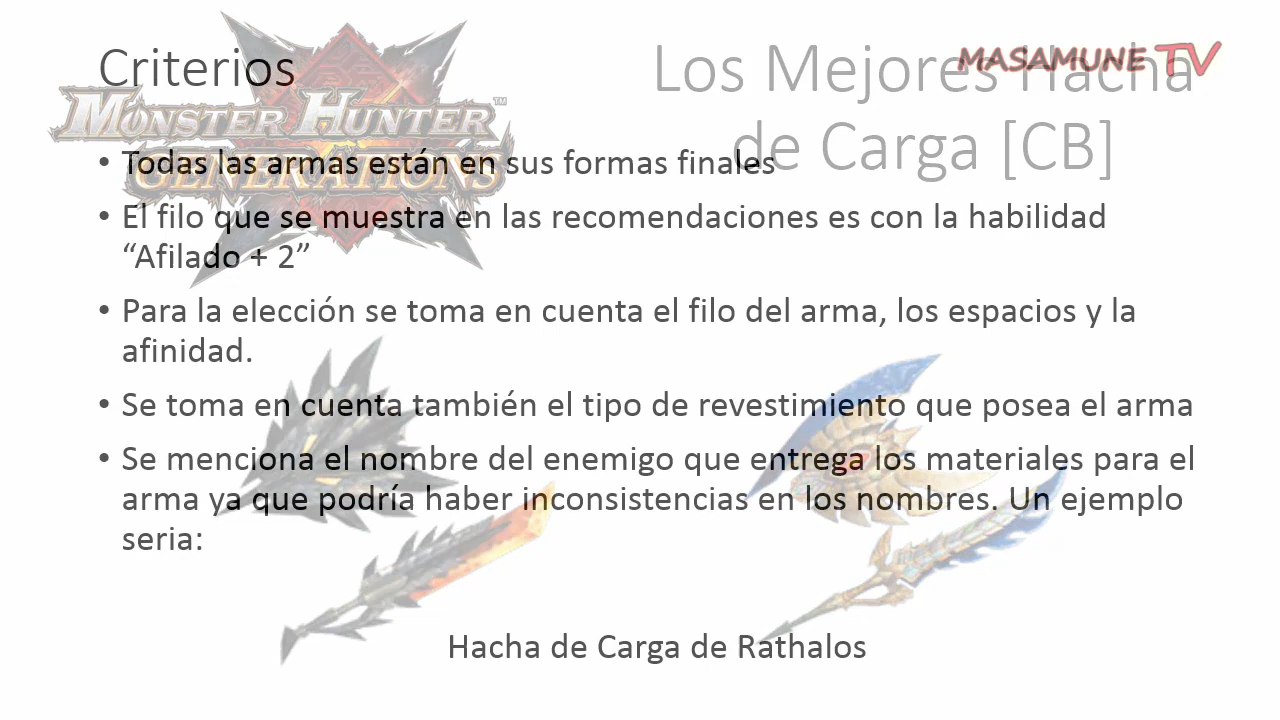 Criterios
Los Mejores Hacha
de Carga [CB]
MASAMUNE TV
MONSTER HUNTER
GENERATIONS
TM
• Todas las armas están en sus formas finales
• El filo que se muestra en las recomendaciones es con la habilidad
“Afilado + 2”
• Para la elección se toma en cuenta el filo del arma, los espacios y la
afinidad.
• Se toma en cuenta también el tipo de revestimiento que posea el arma
• Se menciona el nombre del enemigo que entrega los materiales para el
arma ya que podría haber inconsistencias en los nombres. Un ejemplo
seria:
Hacha de Carga de Rathalos